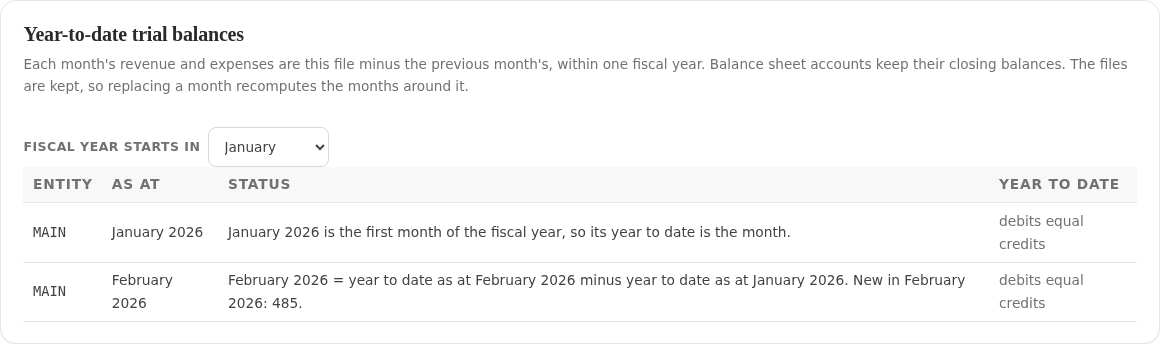 Year-to-date trial balances
Each month's revenue and expenses are this file minus the previous month's, within one fiscal year. Balance sheet accounts keep their closing balances. The files
are kept, so replacing a month recomputes the months around it.
FISCAL YEAR STARTS IN January
ENTITY AS AT STATUS YEAR TO DATE
MAIN January 2026 January 2026 is the first month of the fiscal year, so its year to date is the month. debits equal
credits
MAIN February February 2026 = year to date as at February 2026 minus year to date as at January 2026. New in February debits equal
2026 2026: 485. credits